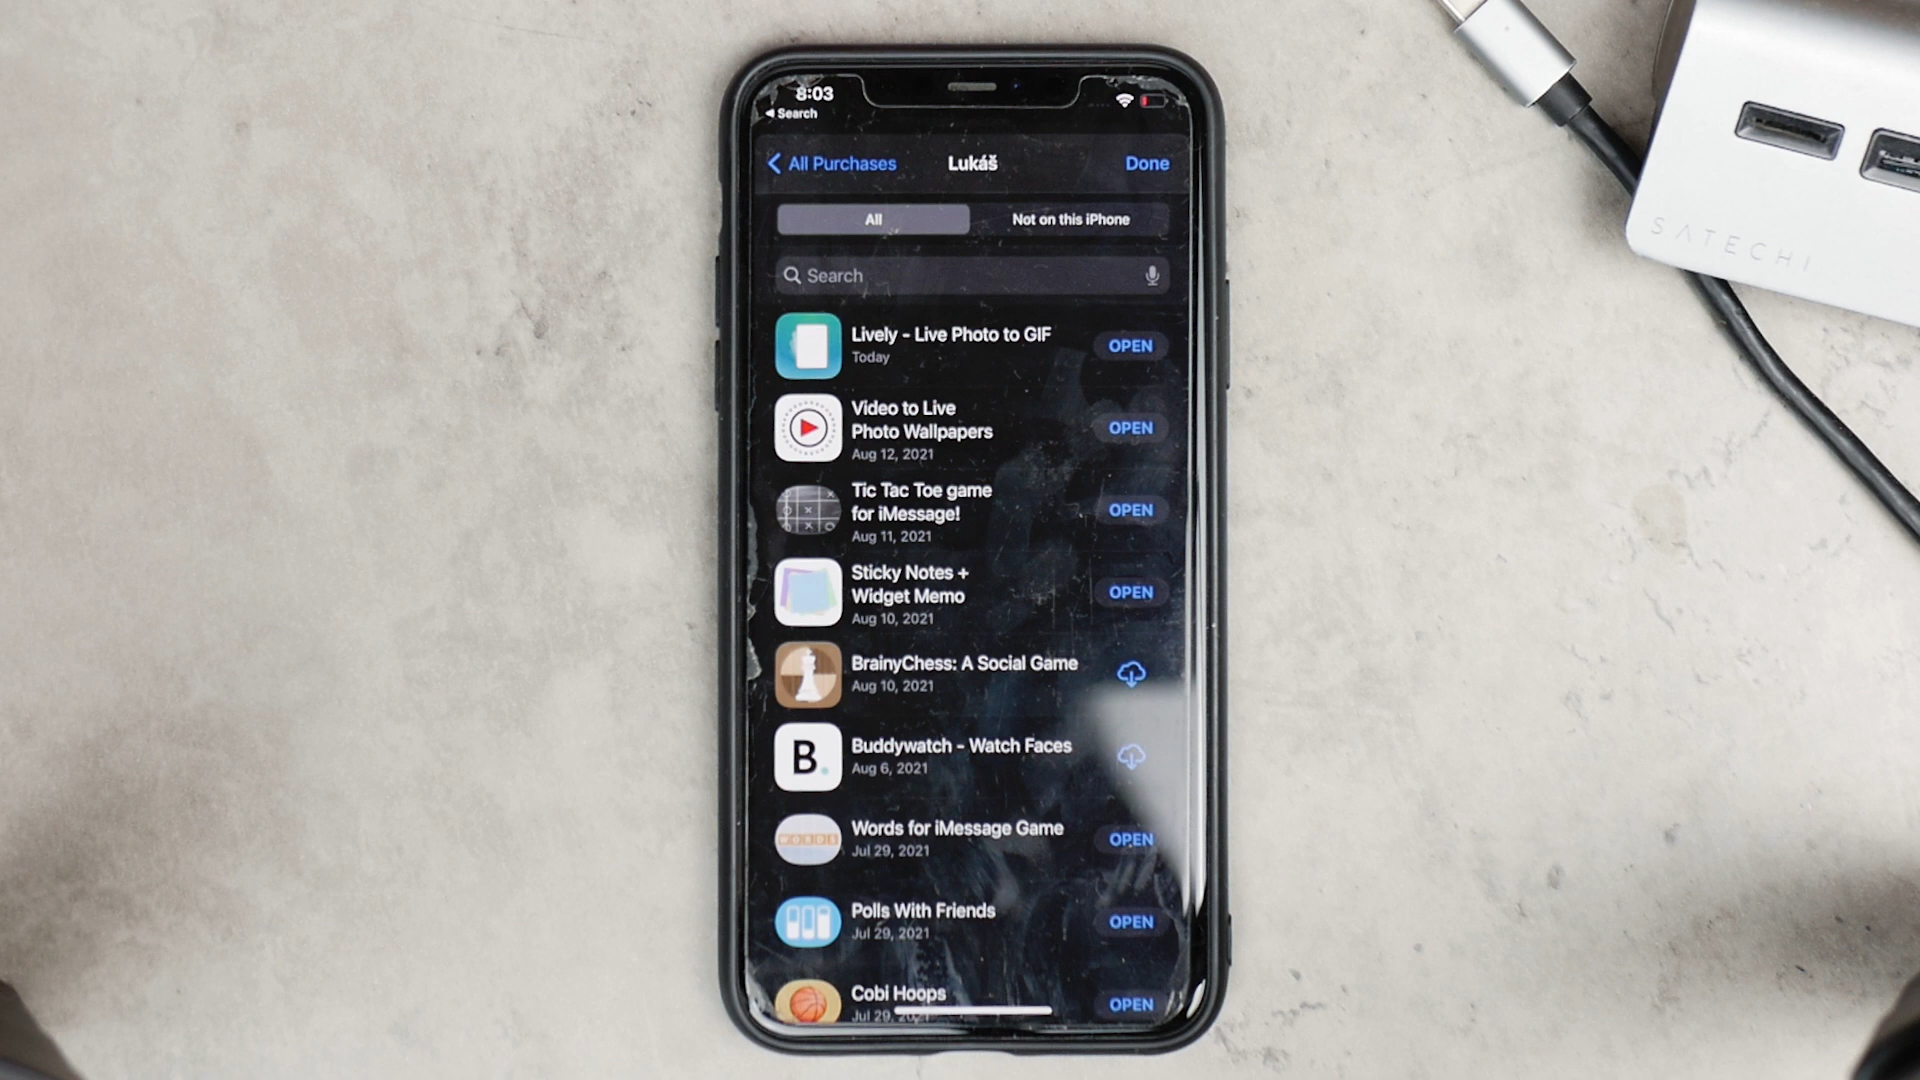 8:03
◀ Search
All Purchases
Lukáš
Done
All
Not on this iPhone
Search
Lively - Live Photo to GIF
Today
OPEN
Video to Live
Photo Wallpapers
Aug 12, 2021
OPEN
Tic Tac Toe game
for iMessage!
Aug 11, 2021
OPEN
Sticky Notes +
Widget Memo
Aug 10, 2021
OPEN
BrainyChess: A Social Game
Aug 10, 2021
B.
Buddywatch - Watch Faces
Aug 6, 2021
WORDS
Words for iMessage Game
Jul 29, 2021
OPEN
Polls With Friends
Jul 29, 2021
OPEN
Cobi Hoops
Jul 29, 2021
OPEN
SATECHI